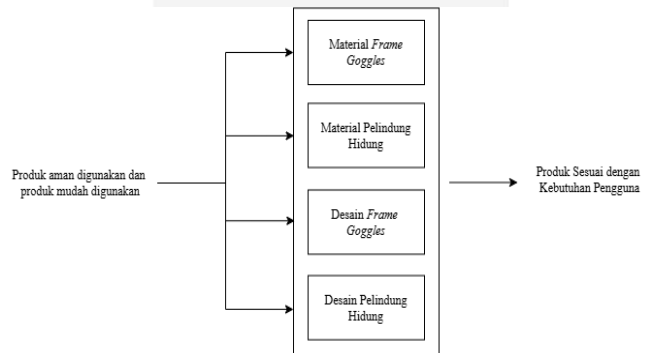 Produk aman digunakan dan
produk mudah digunakan
Material Frame
Goggles
Material Pelindung
Hidung
Desain Frame
Goggles
Desain Pelindung
Hidung
Produk Sesuai dengan
Kebutuhan Pengguna